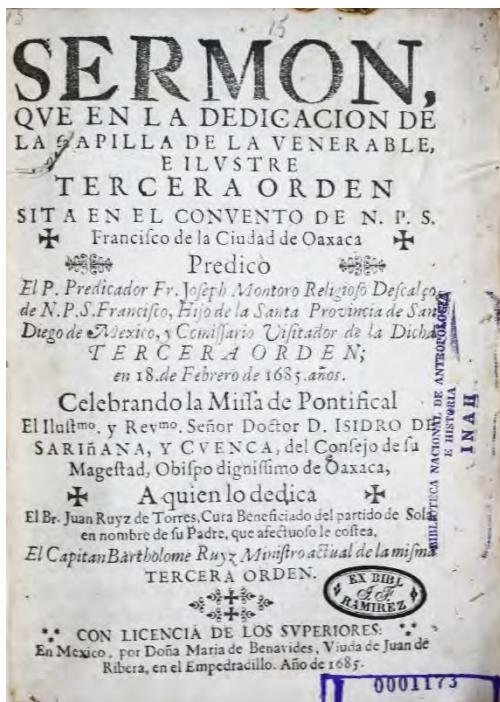 15
SERMON,
QVE EN LA DEDICACION DE
LA CAPILLA DE LA VENERABLE,
E ILVSTRE
TERCERA ORDEN
SITA EN EL CONVENTO DE N. P. S.
✠ Franciſco de la Ciudad de Oaxaca ✠
Predicò
El P. Predicador Fr. Joſeph Montoro Religioſo Deſcalço,
de N.P.S. Franciſco, Hijo de la Santa Provincia de San
Diego de Mexico, y Comiſſario Viſitador de la Dicha
TERCERA ORDEN;
en 18. de Febrero de 1685. años.
Celebrando la Miſſa de Pontifical
El Iluſtmo. y Revmo. Señor Doctor D. ISIDRO DE
SARIñANA, Y CVENCA, del Conſejo de ſu
Mageſtad, Obiſpo digniſſimo de Oaxaca,
✠ A quien lo dedica ✠
El Br. Juan Ruyz de Torres, Cura Beneficiado del partido de Sola,
en nombre de ſu Padre, que afectuoſo le coſtea,
El Capitan Bartholome Ruyz Miniſtro actual de la miſma
TERCERA ORDEN.
CON LICENCIA DE LOS SVPERIORES:
En Mexico, por Doña Maria de Benavides, Viuda de Juan de
Ribera, en el Empedradillo. Año de 1685.
BIBLIOTECA NACIONAL DE ANTROPOLOGIA
E HISTORIA
INAH
EX BIBL
J. F.
RAMIREZ
0001173